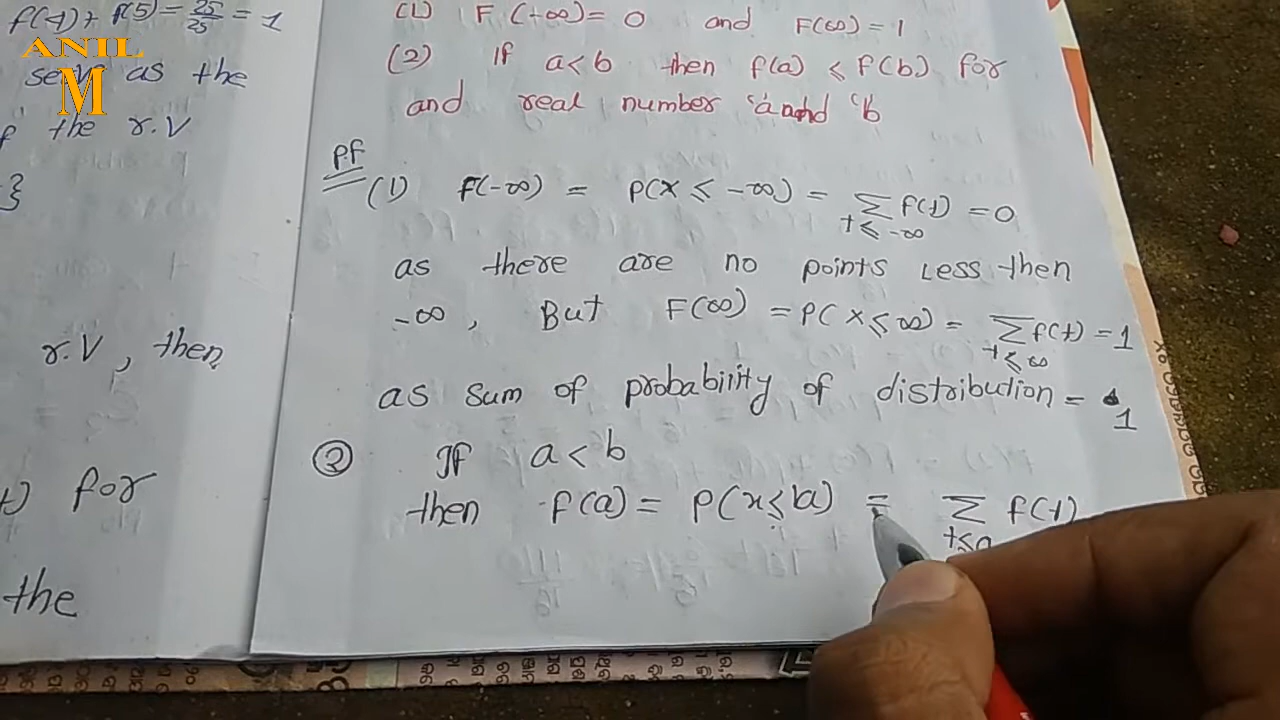 f(4) + f(5) = 25/25 = 1
ANIL
M
serve as the
f the r.V
}
r.V , then
t) for
the
(1) F(+∞) = 0 and F(∞) = 1
(2) If a < b then f(a) ≤ F(b) for
and real number 'a' and 'b
Pf
(1) F(-∞) = P(X ≤ -∞) = Σ f(t) = 0
t ≤ -∞
as there are no points Less then
-∞ , But F(∞) = P(X ≤ ∞) = Σ f(t) = 1
t ≤ ∞
as sum of probability of distribution = 1
② If a < b
then f(a) = P(x ≤ a) = Σ f(t)
t ≤ a